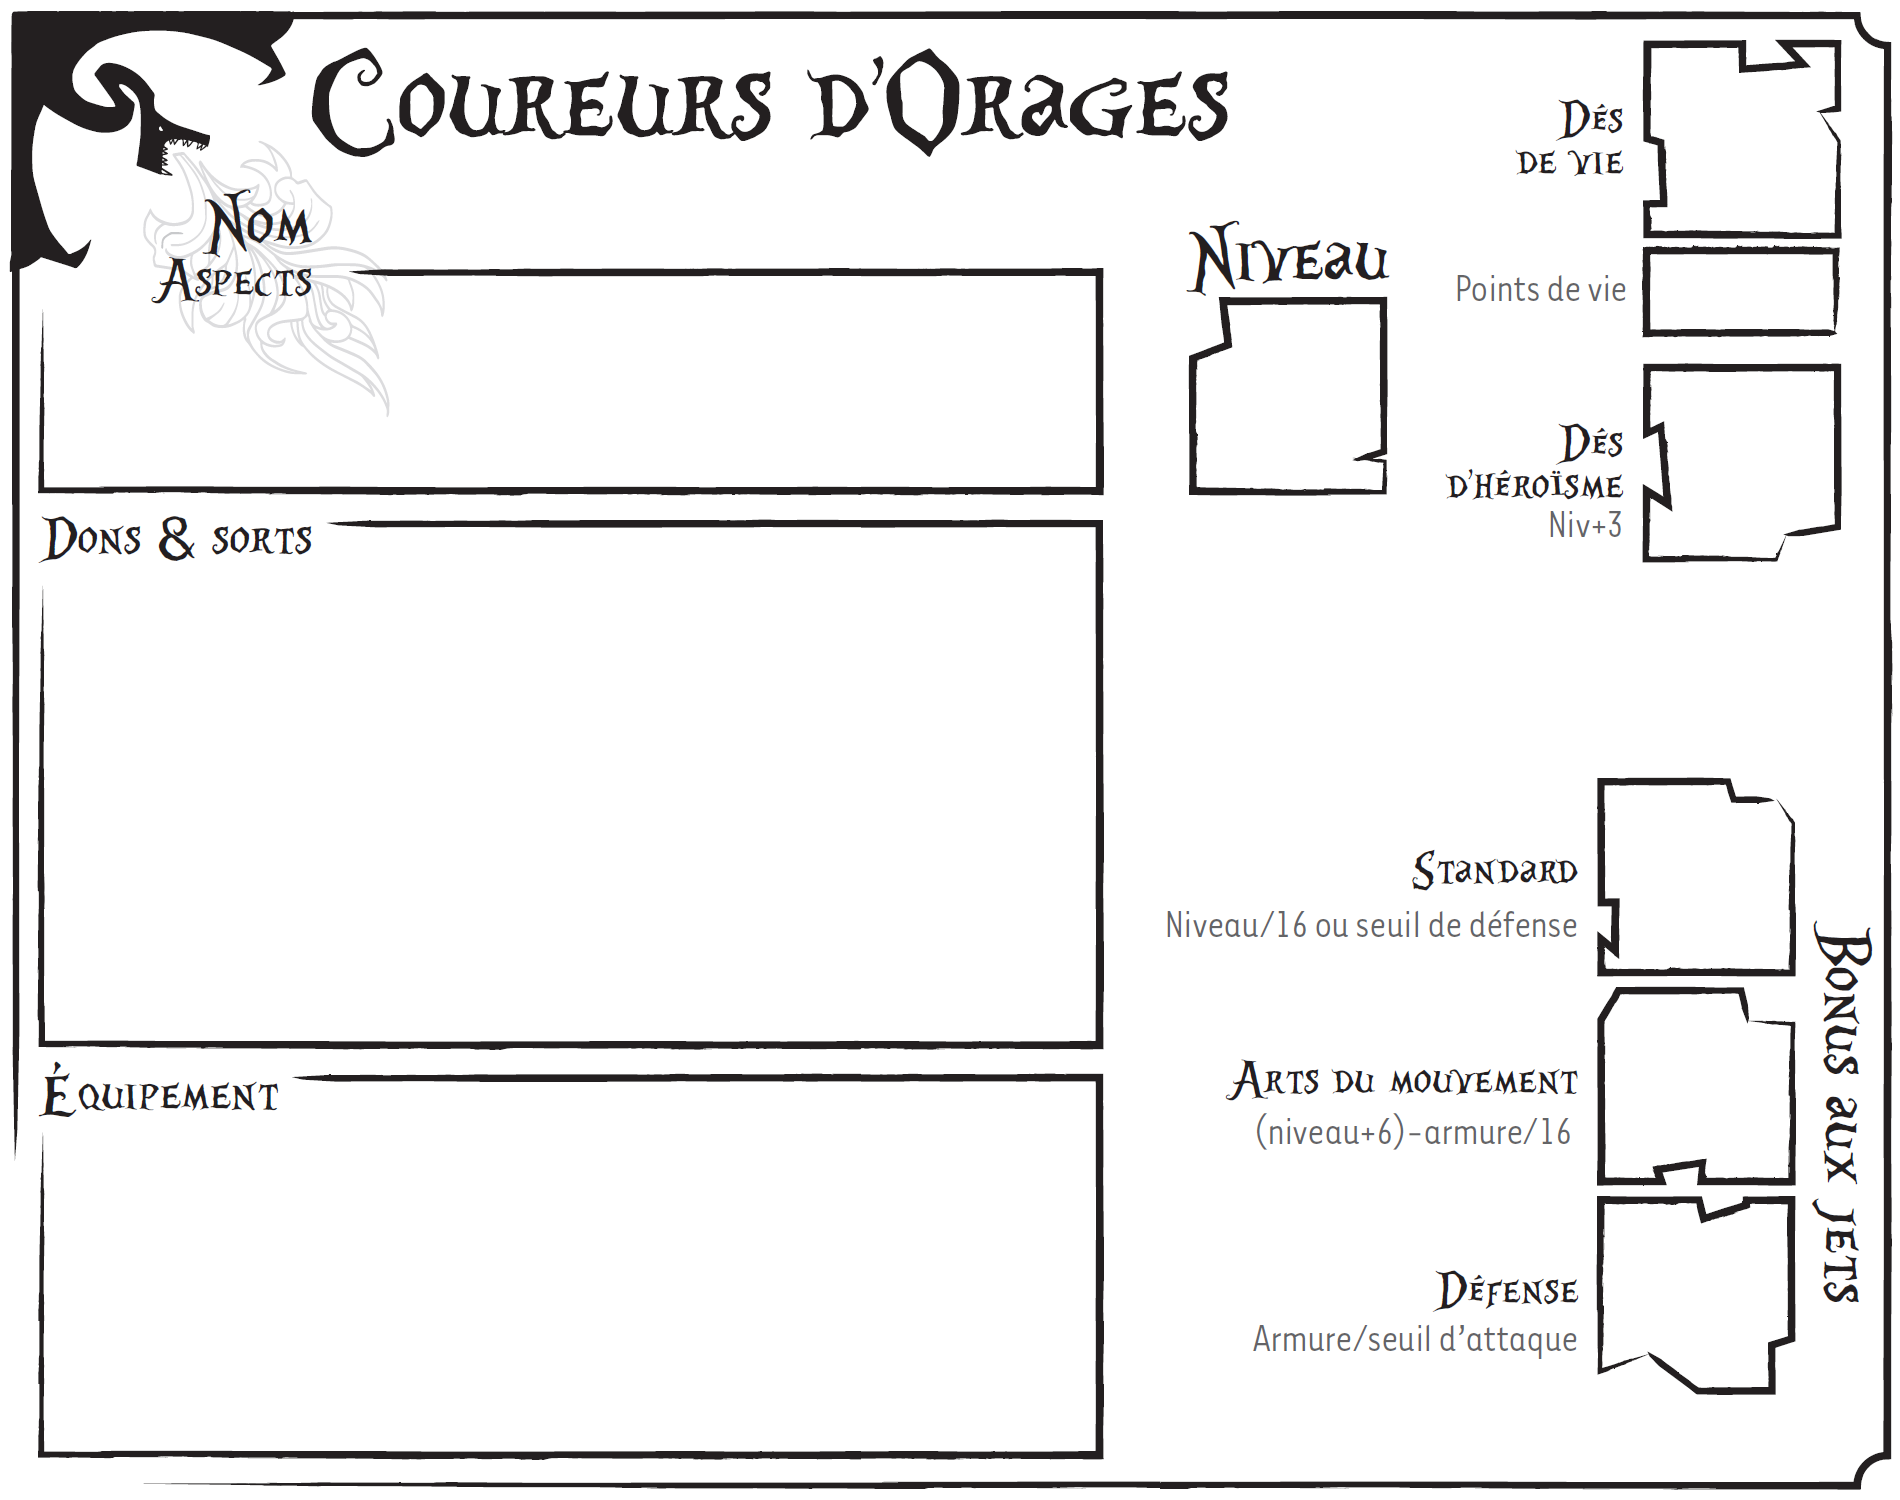 Coureurs d'Orages
Nom
Aspects
Dons & sorts
Équipement
Niveau
Dés
de vie
Points de vie
Dés
d'héroïsme
Niv+3
Standard
Niveau/16 ou seuil de défense
Arts du mouvement
(niveau+6)-armure/16
Défense
Armure/seuil d'attaque
Bonus aux jets